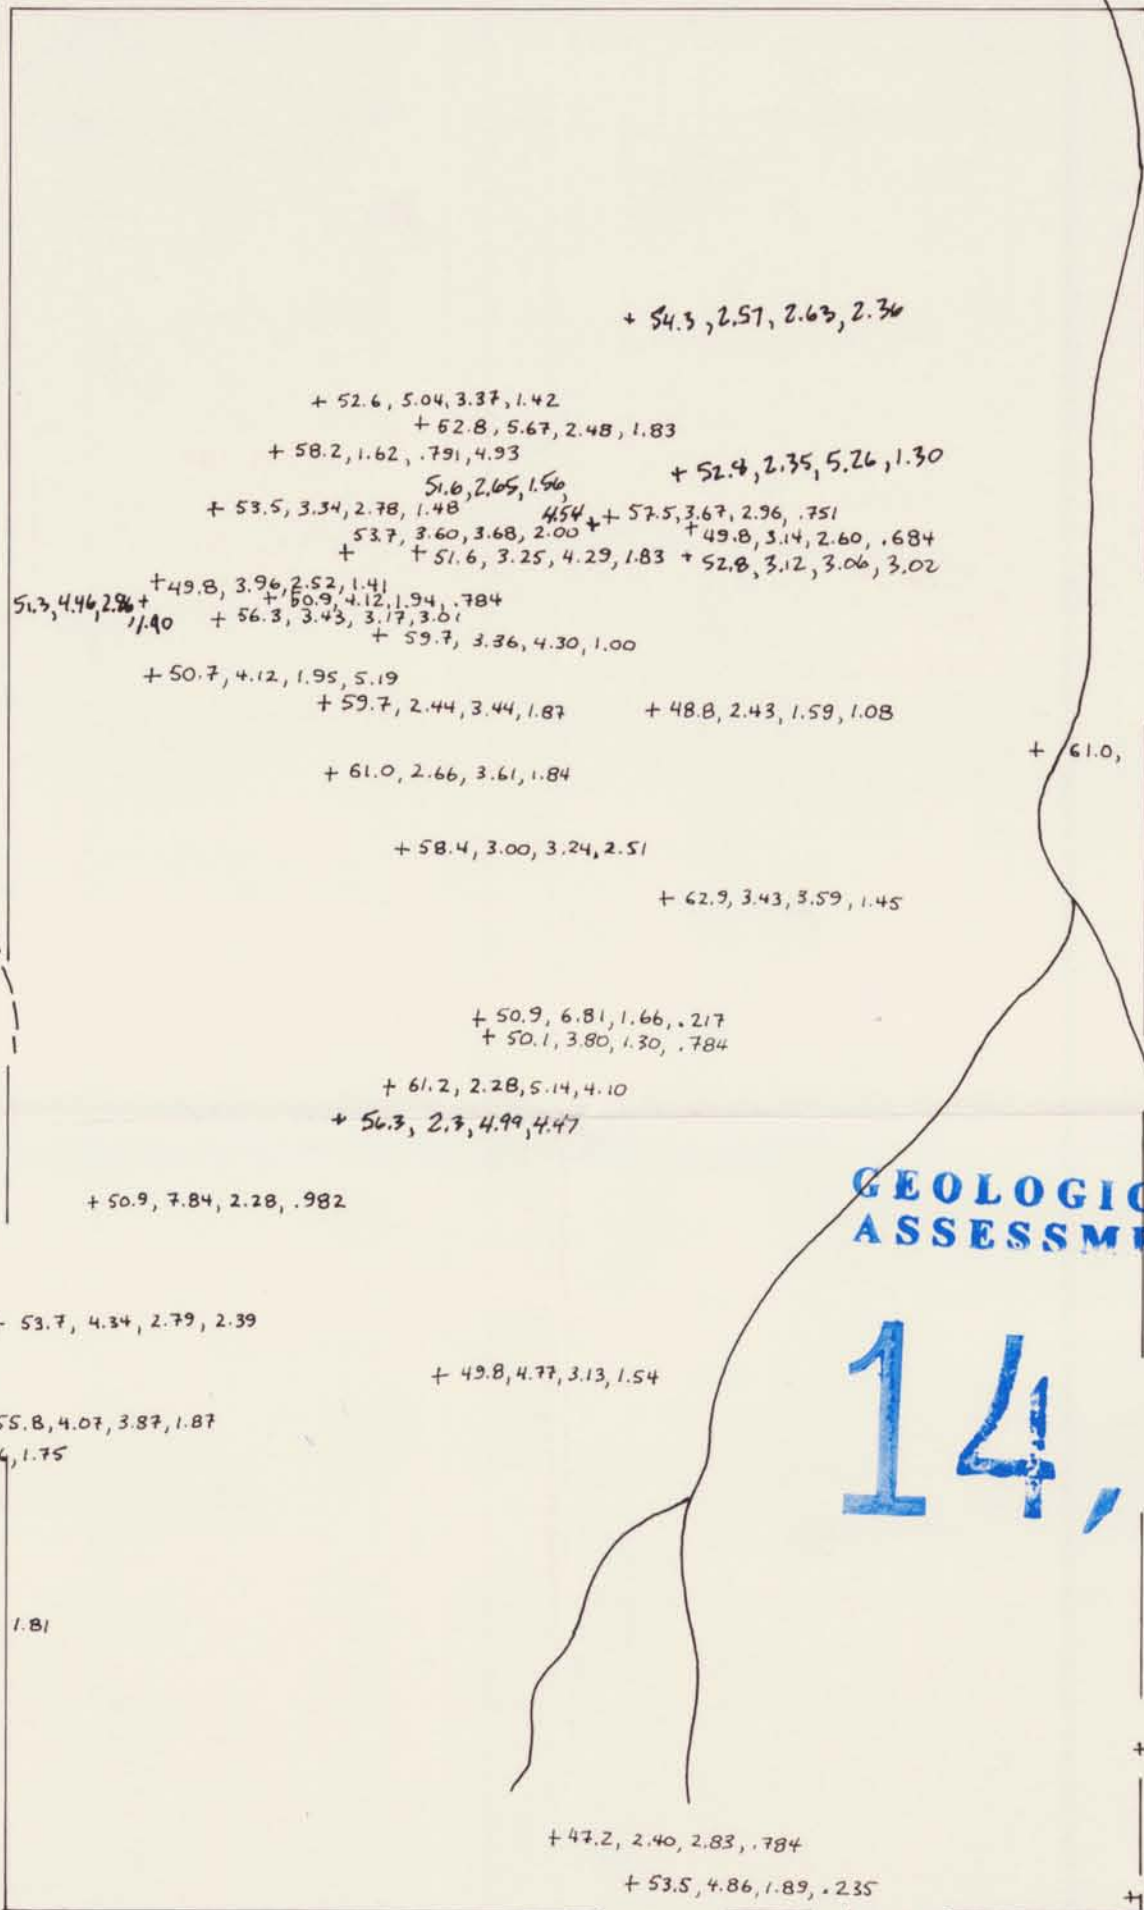 + 54.3, 2.57, 2.63, 2.36
+ 52.6, 5.04, 3.37, 1.42
+ 62.8, 5.67, 2.48, 1.83
+ 58.2, 1.62, .791, 4.93
+ 52.8, 2.35, 5.26, 1.30
51.6, 2.65, 1.56,
4.54 +
+ 53.5, 3.34, 2.78, 1.48
+ 57.5, 3.67, 2.96, .751
53.7, 3.60, 3.68, 2.00
+
+ 49.8, 3.14, 2.60, .684
+ 51.6, 3.25, 4.29, 1.83
+ 52.8, 3.12, 3.06, 3.02
+ 49.8, 3.96, 2.52, 1.41
51.3, 4.46, 2.86 +
, 1.90
+ 60.9, 4.12, 1.94, .784
+ 56.3, 3.43, 3.17, 3.01
+ 59.7, 3.36, 4.30, 1.00
+ 50.7, 4.12, 1.95, 5.19
+ 59.7, 2.44, 3.44, 1.87
+ 48.8, 2.43, 1.59, 1.08
+ 61.0,
+ 61.0, 2.66, 3.61, 1.84
+ 58.4, 3.00, 3.24, 2.51
+ 62.9, 3.43, 3.59, 1.45
+ 50.9, 6.81, 1.66, .217
+ 50.1, 3.80, 1.30, .784
+ 61.2, 2.28, 5.14, 4.10
+ 56.3, 2.3, 4.99, 4.47
GEOLOGIC
ASSESSM
+ 50.9, 7.84, 2.28, .982
53.7, 4.34, 2.79, 2.39
14,
+ 49.8, 4.77, 3.13, 1.54
55.8, 4.07, 3.87, 1.87
, 1.75
1.81
+
+ 47.2, 2.40, 2.83, .784
+ 53.5, 4.86, 1.89, .235
+